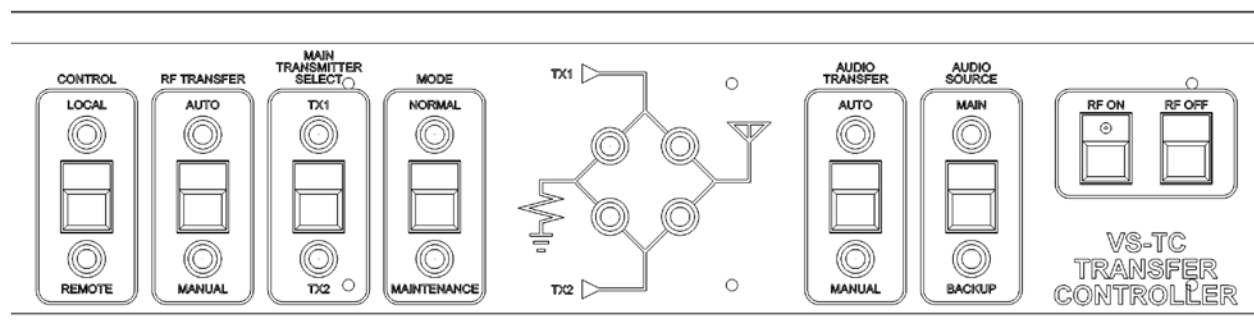 CONTROL
LOCAL
REMOTE
RF TRANSFER
AUTO
MANUAL
MAIN
TRANSMITTER
SELECT
TX1
TX2
MODE
NORMAL
MAINTENANCE
TX1
TX2
AUDIO
TRANSFER
AUTO
MANUAL
AUDIO
SOURCE
MAIN
BACKUP
RF ON
RF OFF
VS-TC
TRANSFER
CONTROLLER